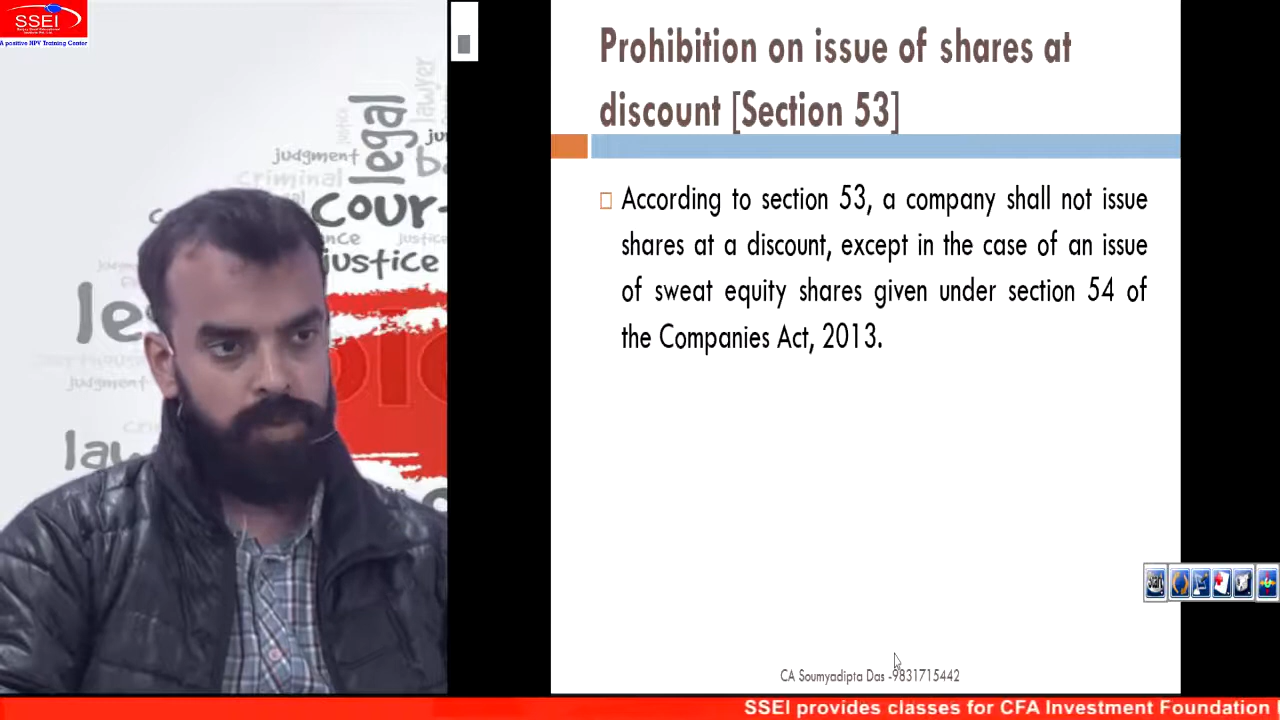 SSEI
A positive HPV Training Center
legal
lawyer
justice
judgment
criminal
justice
justice
judgment
Prohibition on issue of shares at
discount [Section 53]
According to section 53, a company shall not issue
shares at a discount, except in the case of an issue
of sweat equity shares given under section 54 of
the Companies Act, 2013.
CA Soumyadipta Das -9831715442
SSEI provides classes for CFA Investment Foundation